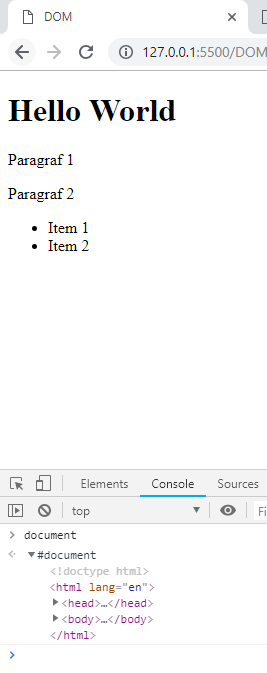 DOM
127.0.0.1:5500/DOM
Hello World
Paragraf 1
Paragraf 2
Item 1
Item 2
Elements Console Sources
top Fi
document
#document
<!doctype html>
<html lang="en">
<head>…</head>
<body>…</body>
</html>